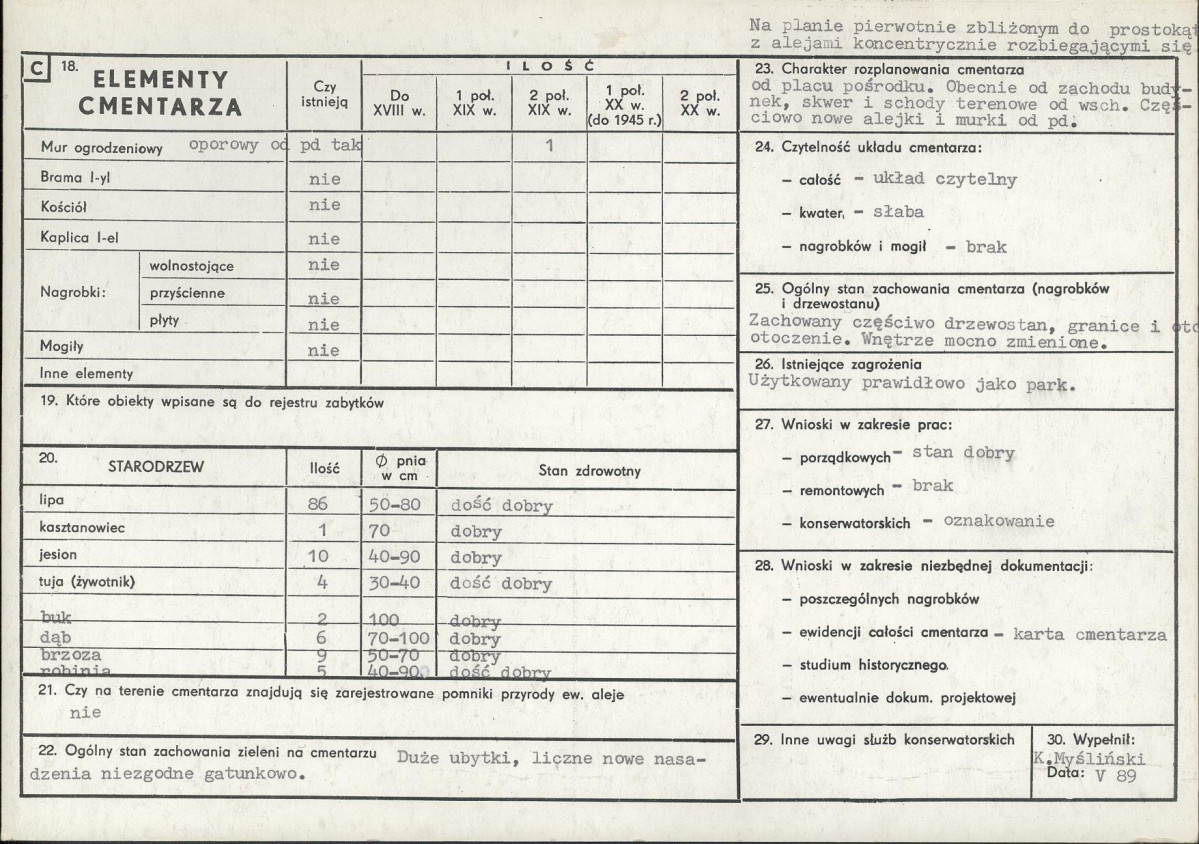 Na planie pierwotnie zbliżonym do prostokąt
z alejami koncentrycznie rozbiegającymi się
C 18. ELEMENTY CMENTARZA
Czy istnieją
ILOŚĆ
Do XVIII w.
1 poł. XIX w.
2 poł. XIX w.
1 poł. XX w. (do 1945 r.)
2 poł. XX w.
Mur ogrodzeniowy oporowy od pd tak 1
Brama I-yl nie
Kościół nie
Kaplica I-el nie
Nagrobki:
wolnostojące nie
przyścienne nie
płyty nie
Mogiły nie
Inne elementy
19. Które obiekty wpisane są do rejestru zabytków
20. STARODRZEW Ilość Ø pnia w cm Stan zdrowotny
lipa 86 50-80 dość dobry
kasztanowiec 1 70 dobry
jesion 10 40-90 dobry
tuja (żywotnik) 4 30-40 dość dobry
buk 2 100 dobry
dąb 6 70-100 dobry
brzoza 9 50-70 dobry
robinia 5 40-90 dość dobry
21. Czy na terenie cmentarza znajdują się zarejestrowane pomniki przyrody ew. aleje
nie
22. Ogólny stan zachowania zieleni na cmentarzu Duże ubytki, liczne nowe nasa-
dzenia niezgodne gatunkowo.
23. Charakter rozplanowania cmentarza
od placu pośrodku. Obecnie od zachodu budy-
nek, skwer i schody terenowe od wsch. Częś-
ciowo nowe alejki i murki od pd.
24. Czytelność układu cmentarza:
– całość – układ czytelny
– kwater, – słaba
– nagrobków i mogił – brak
25. Ogólny stan zachowania cmentarza (nagrobków
i drzewostanu)
Zachowany częściwo drzewostan, granice i oto
otoczenie. Wnętrze mocno zmienione.
26. Istniejące zagrożenia
Użytkowany prawidłowo jako park.
27. Wnioski w zakresie prac:
– porządkowych – stan dobry
– remontowych – brak
– konserwatorskich – oznakowanie
28. Wnioski w zakresie niezbędnej dokumentacji:
– poszczególnych nagrobków
– ewidencji całości cmentarza – karta cmentarza
– studium historycznego.
– ewentualnie dokum. projektowej
29. Inne uwagi służb konserwatorskich
30. Wypełnił:
K.Myśliński
Data: V 89